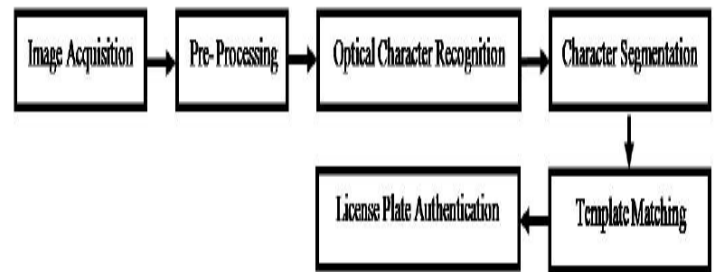 Image Acquisition
Pre- Processing
Optical Character Recognition
Character Segmentation
Template Matching
License Plate Authentication